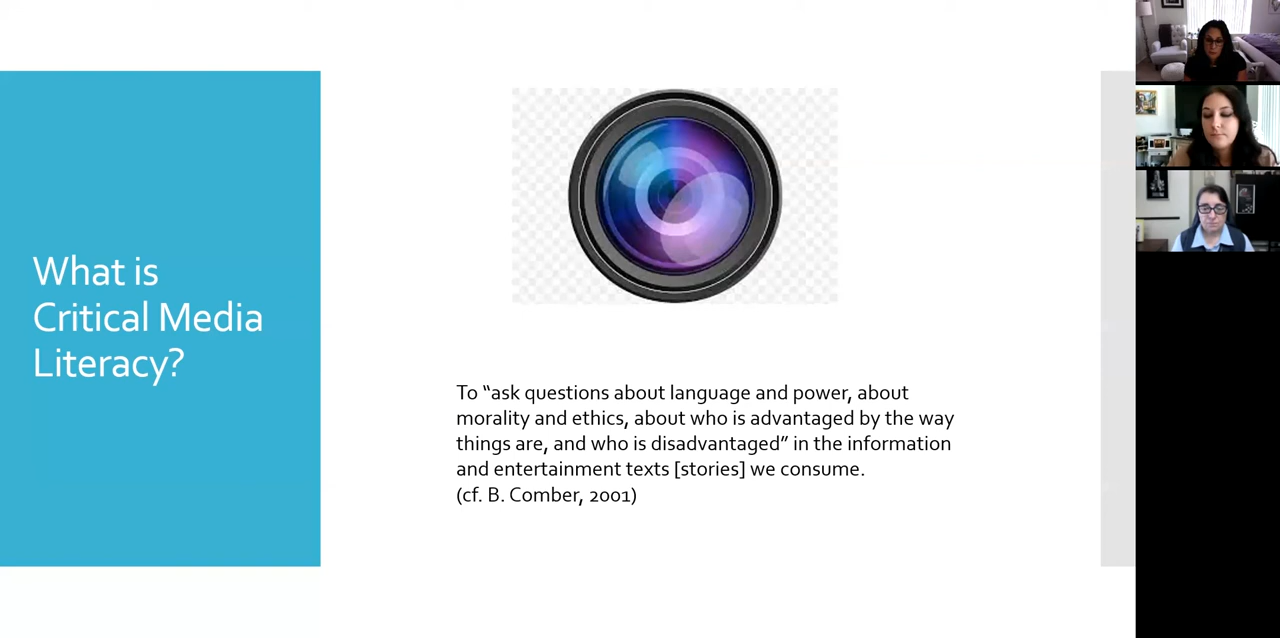 What is
Critical Media
Literacy?
To “ask questions about language and power, about
morality and ethics, about who is advantaged by the way
things are, and who is disadvantaged” in the information
and entertainment texts [stories] we consume.
(cf. B. Comber, 2001)